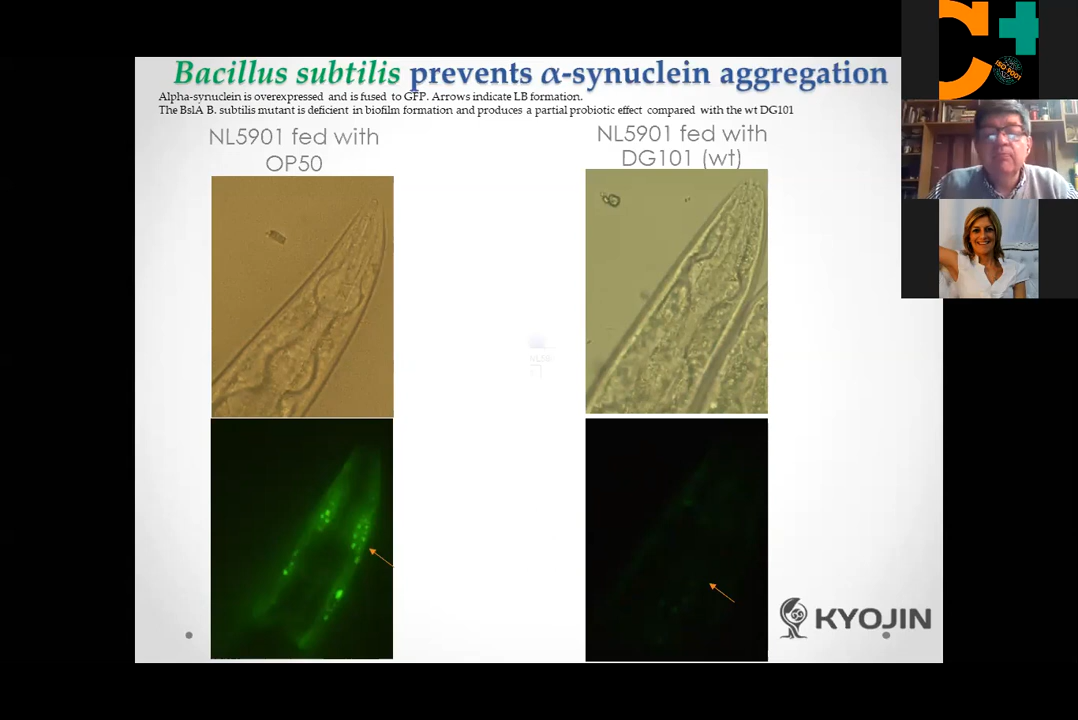 Bacillus subtilis prevents α-synuclein aggregation
Alpha-synuclein is overexpressed and is fused to GFP. Arrows indicate LB formation.
The BslA B. subtilis mutant is deficient in biofilm formation and produces a partial probiotic effect compared with the wt DG101
NL5901 fed with
OP50
NL5901 fed with
DG101 (wt)
KYOJIN
ISO 9001